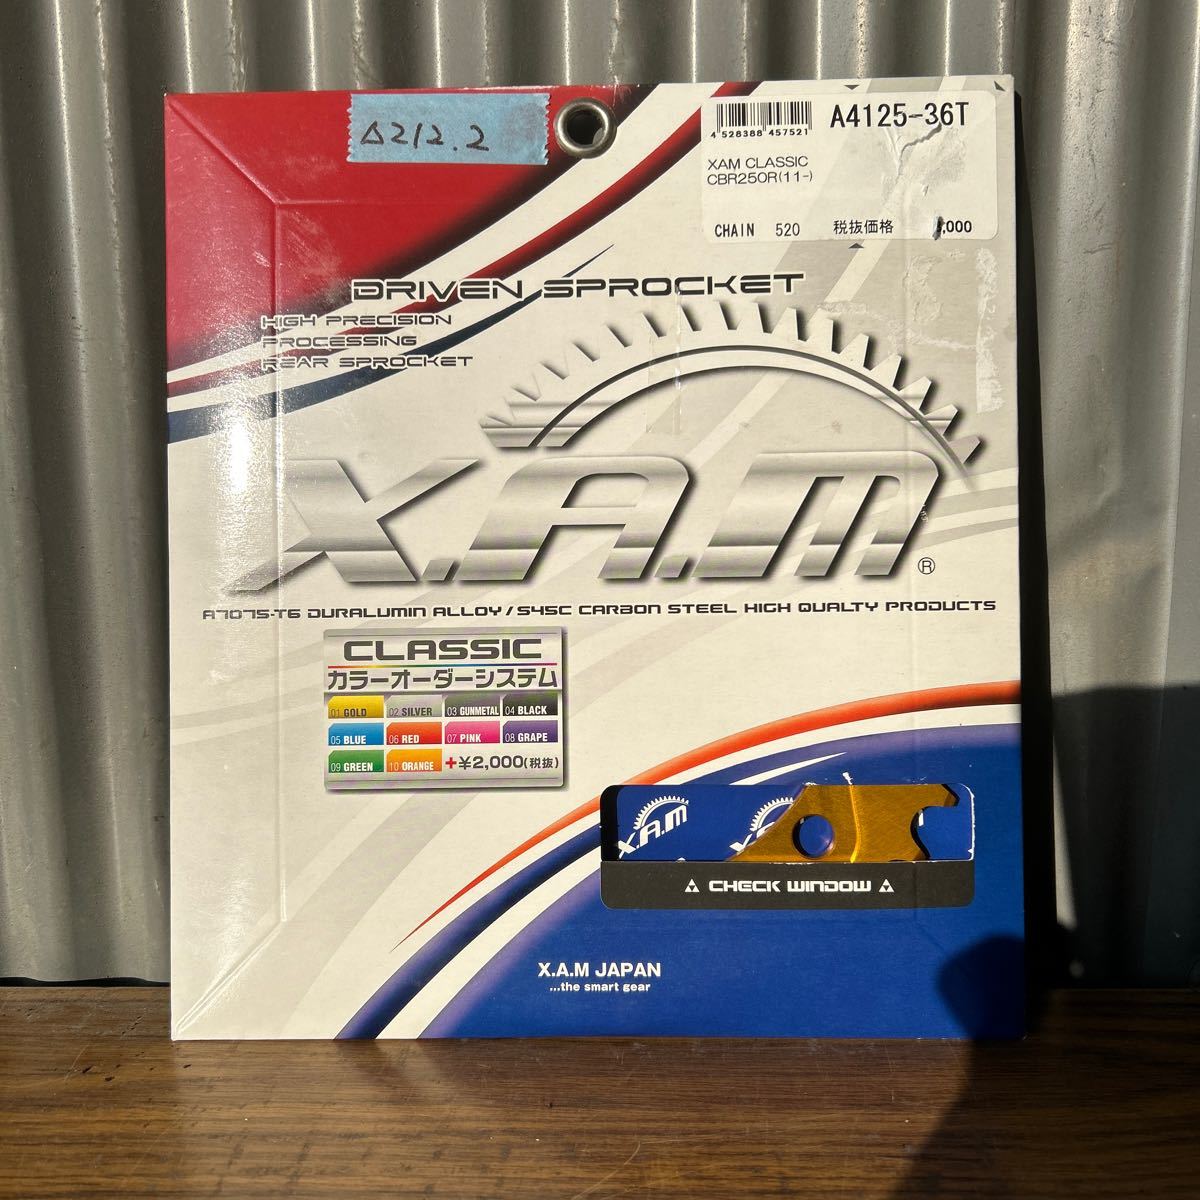 △212.2
4 528388 457521
A4125-36T
XAM CLASSIC
CBR250R(11-)
CHAIN 520 税抜価格 ,000
DRIVEN SPROCKET
HIGH PRECISION
PROCESSING
REAR SPROCKET
X.A.M
®
A7075-T6 DURALUMIN ALLOY/S45C CARBON STEEL HIGH QUALTY PRODUCTS
CLASSIC
カラーオーダーシステム
01 GOLD 02 SILVER 03 GUNMETAL 04 BLACK
05 BLUE 06 RED 07 PINK 08 GRAPE
09 GREEN 10 ORANGE +¥2,000(税抜)
X.A.M
CHECK WINDOW
X.A.M JAPAN
...the smart gear